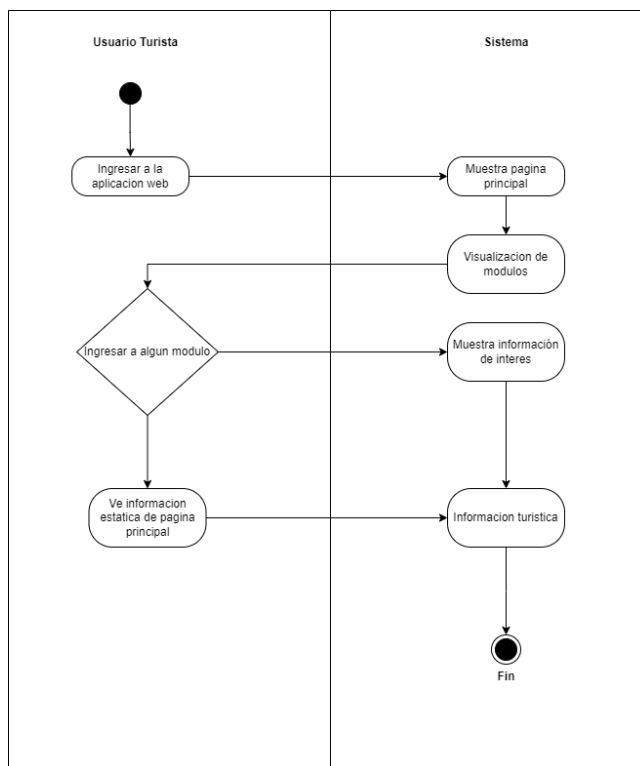 Usuario Turista
Sistema
Ingresar a la
aplicacion web
Muestra pagina
principal
Visualizacion de
modulos
Ingresar a algun modulo
Muestra información
de interes
Ve informacion
estatica de pagina
principal
Informacion turistica
Fin